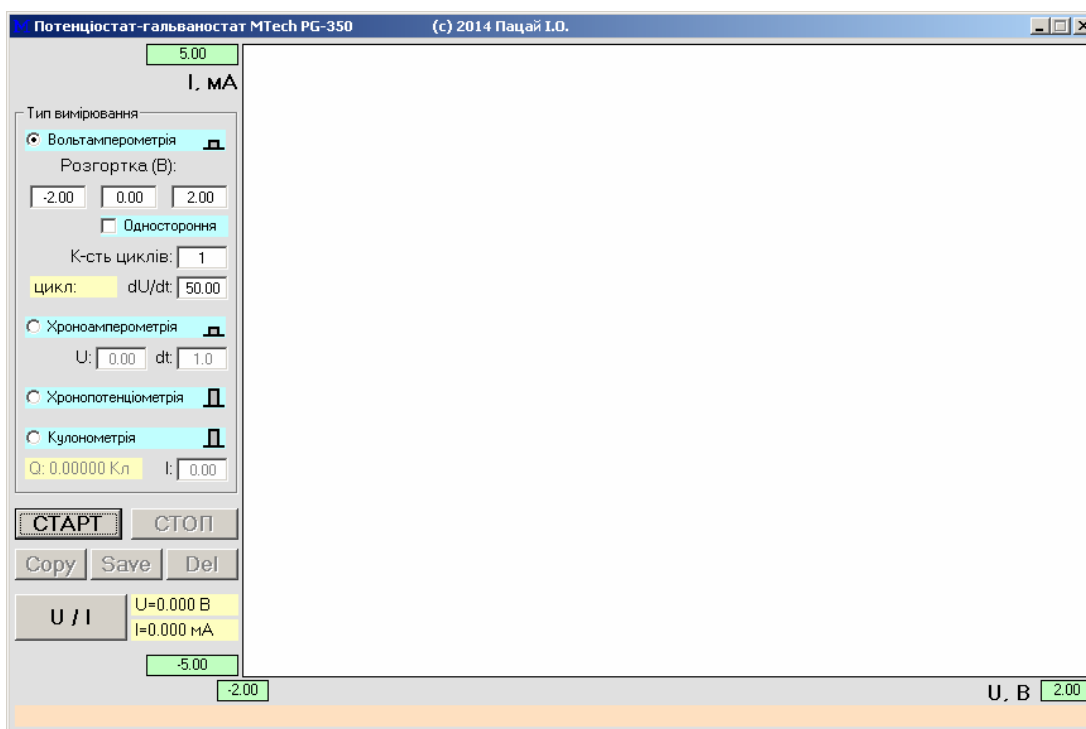 Потенціостат-гальваностат MTech PG-350 (c) 2014 Пацай І.О.
5.00
I, мА
Тип вимірювання
Вольтамперометрія
Розгортка (В):
-2.00 0.00 2.00
Одностороння
К-сть циклів: 1
цикл: dU/dt: 50.00
Хроноамперометрія
U: 0.00 dt: 1.0
Хронопотенціометрія
Кулонометрія
Q: 0.00000 Кл I: 0.00
СТАРТ СТОП
Copy Save Del
U / I
U=0.000 В
I=0.000 мА
-5.00
-2.00 U, В 2.00